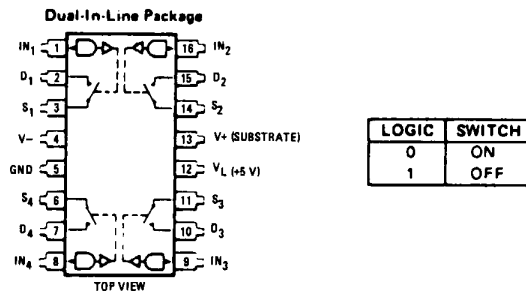 Dual-In-Line Package
IN1 1 16 IN2
D1 2 15 D2
S1 3 14 S2
V- 4 13 V+ (SUBSTRATE)
GND 5 12 VL (+5 V)
S4 6 11 S3
D4 7 10 D3
IN4 8 9 IN3
TOP VIEW
LOGIC SWITCH
0 ON
1 OFF